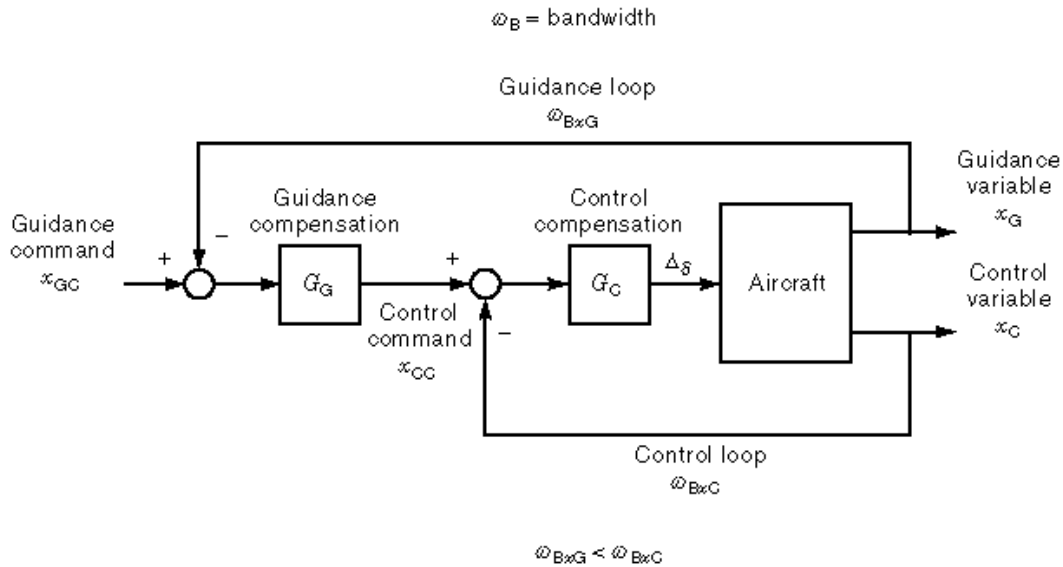 ω_B = bandwidth
Guidance loop
ω_BxG
Guidance
variable
x_G
Guidance
compensation
Control
compensation
Guidance
command
x_GC
+
−
G_G
+
−
G_C
Δ_δ
Aircraft
Control
variable
x_C
Control
command
x_CC
Control loop
ω_BxC
ω_BxG < ω_BxC